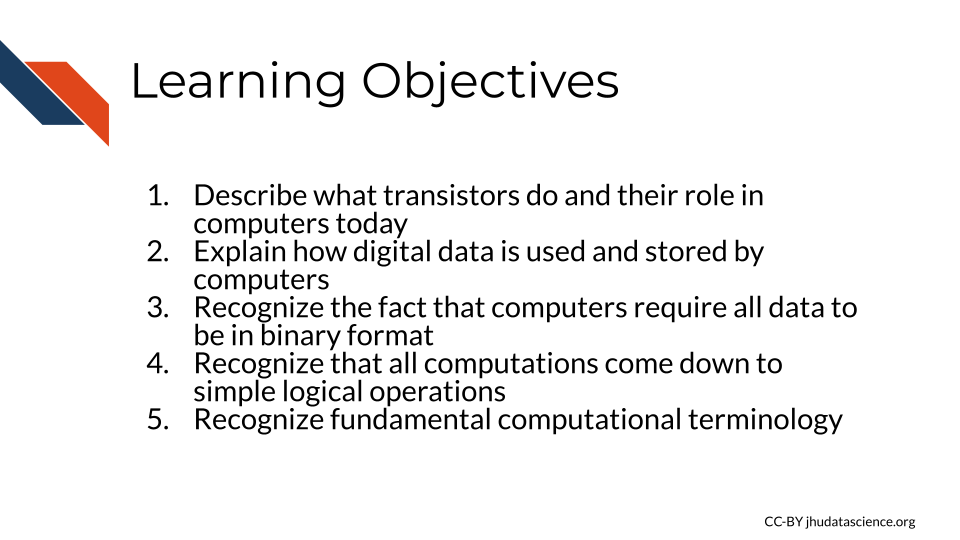 Learning Objectives
1. Describe what transistors do and their role in
computers today
2. Explain how digital data is used and stored by
computers
3. Recognize the fact that computers require all data to
be in binary format
4. Recognize that all computations come down to
simple logical operations
5. Recognize fundamental computational terminology
CC-BY jhudatascience.org